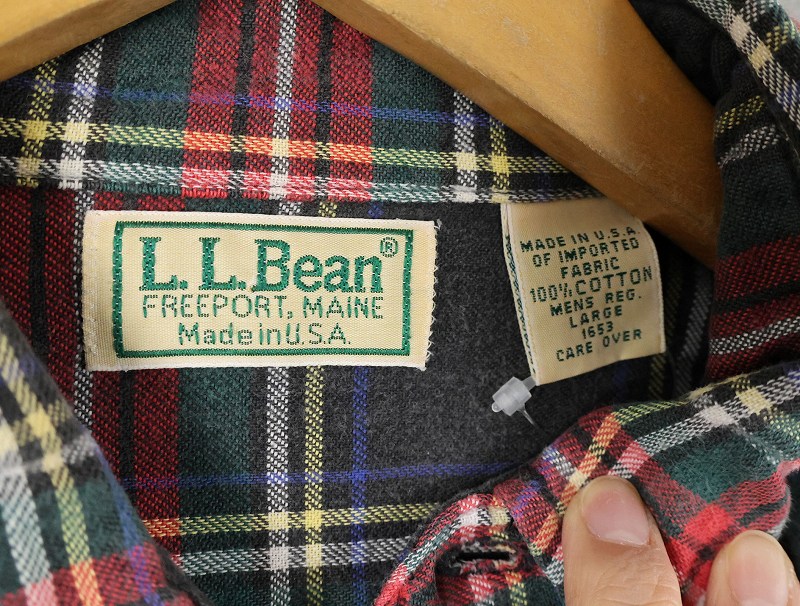 L.L.Bean®
FREEPORT, MAINE
Made in U.S.A.
MADE IN U.S.A.
OF IMPORTED
FABRIC
100% COTTON
MENS REG.
LARGE
1653
CARE OVER